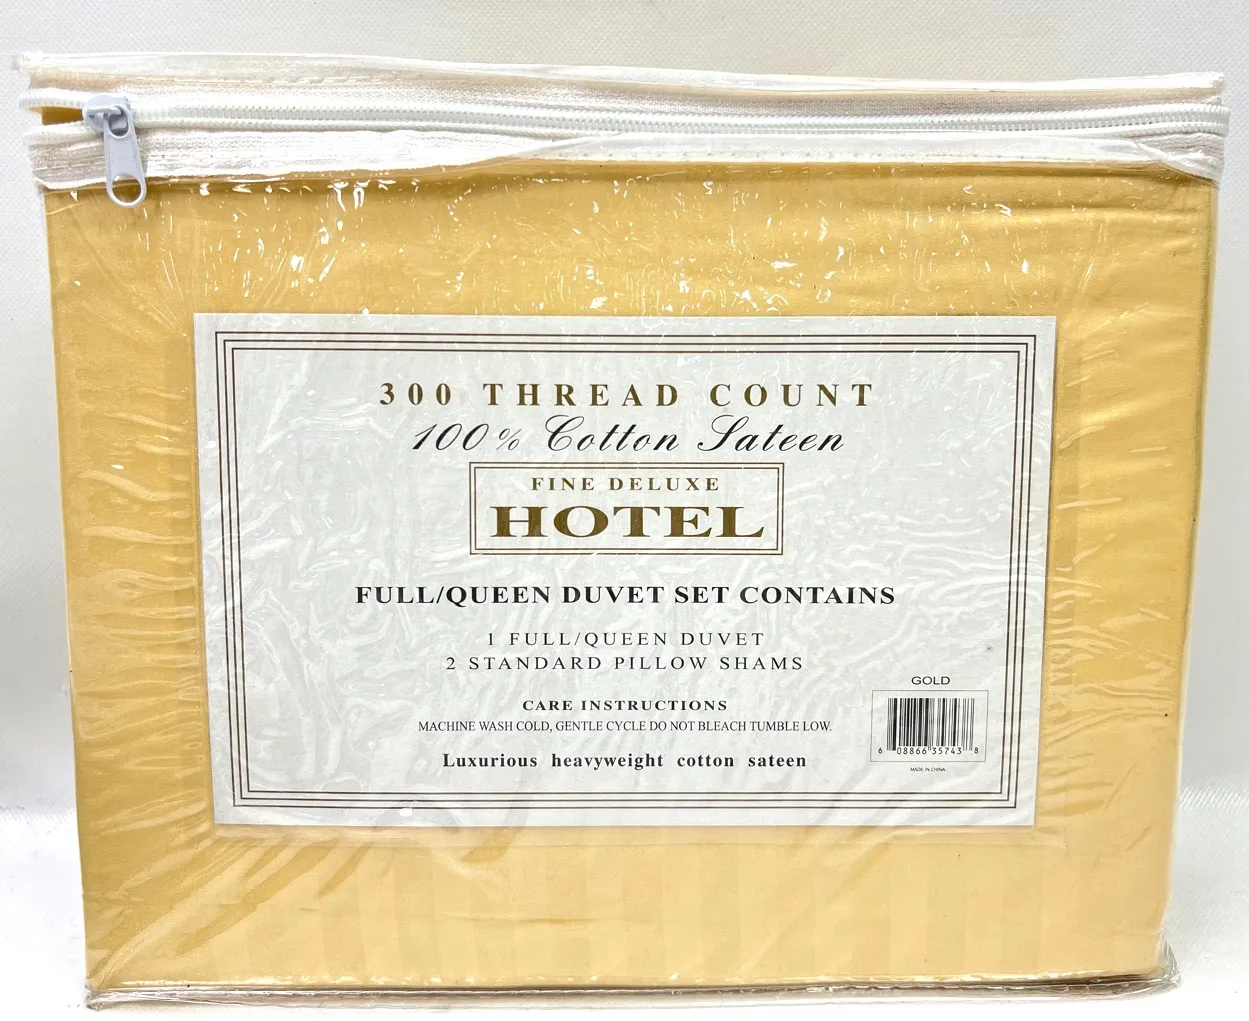 300 THREAD COUNT
100% Cotton Sateen
FINE DELUXE
HOTEL
FULL/QUEEN DUVET SET CONTAINS
1 FULL/QUEEN DUVET
2 STANDARD PILLOW SHAMS
CARE INSTRUCTIONS
MACHINE WASH COLD, GENTLE CYCLE DO NOT BLEACH TUMBLE LOW.
Luxurious heavyweight cotton sateen
GOLD
6 08866 35743 8
MADE IN CHINA